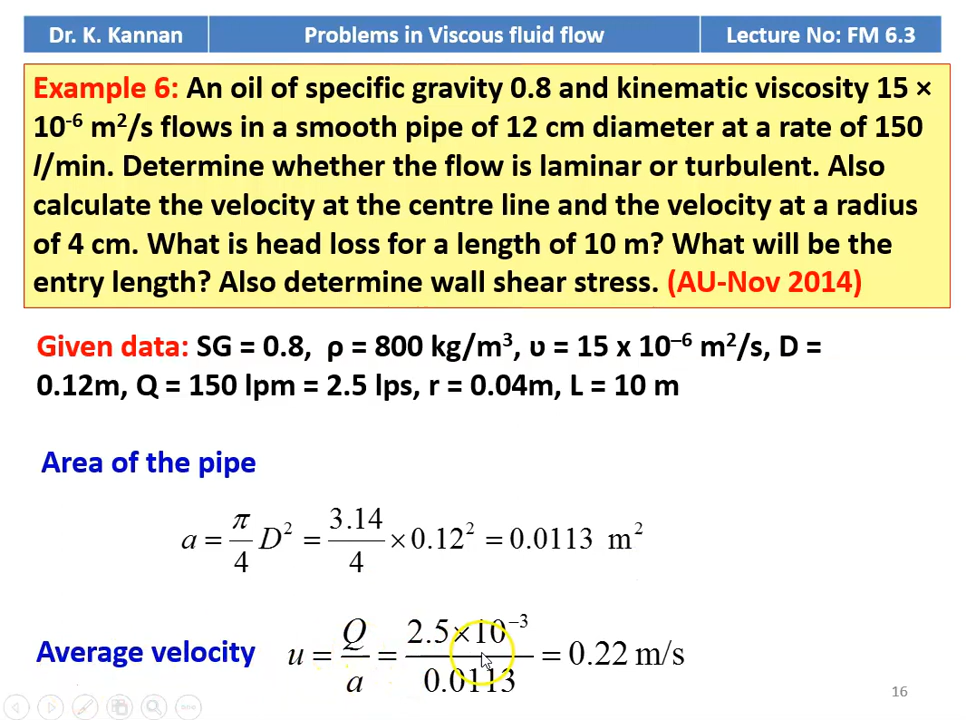 Dr. K. Kannan Problems in Viscous fluid flow Lecture No: FM 6.3
Example 6: An oil of specific gravity 0.8 and kinematic viscosity 15 ×
10⁻⁶ m²/s flows in a smooth pipe of 12 cm diameter at a rate of 150
l/min. Determine whether the flow is laminar or turbulent. Also
calculate the velocity at the centre line and the velocity at a radius
of 4 cm. What is head loss for a length of 10 m? What will be the
entry length? Also determine wall shear stress. (AU-Nov 2014)
Given data: SG = 0.8, ρ = 800 kg/m³, υ = 15 x 10⁻⁶ m²/s, D =
0.12m, Q = 150 lpm = 2.5 lps, r = 0.04m, L = 10 m
Area of the pipe
a = π/4 D² = 3.14/4 × 0.12² = 0.0113 m²
Average velocity u = Q/a = 2.5×10⁻³/0.0113 = 0.22 m/s
16